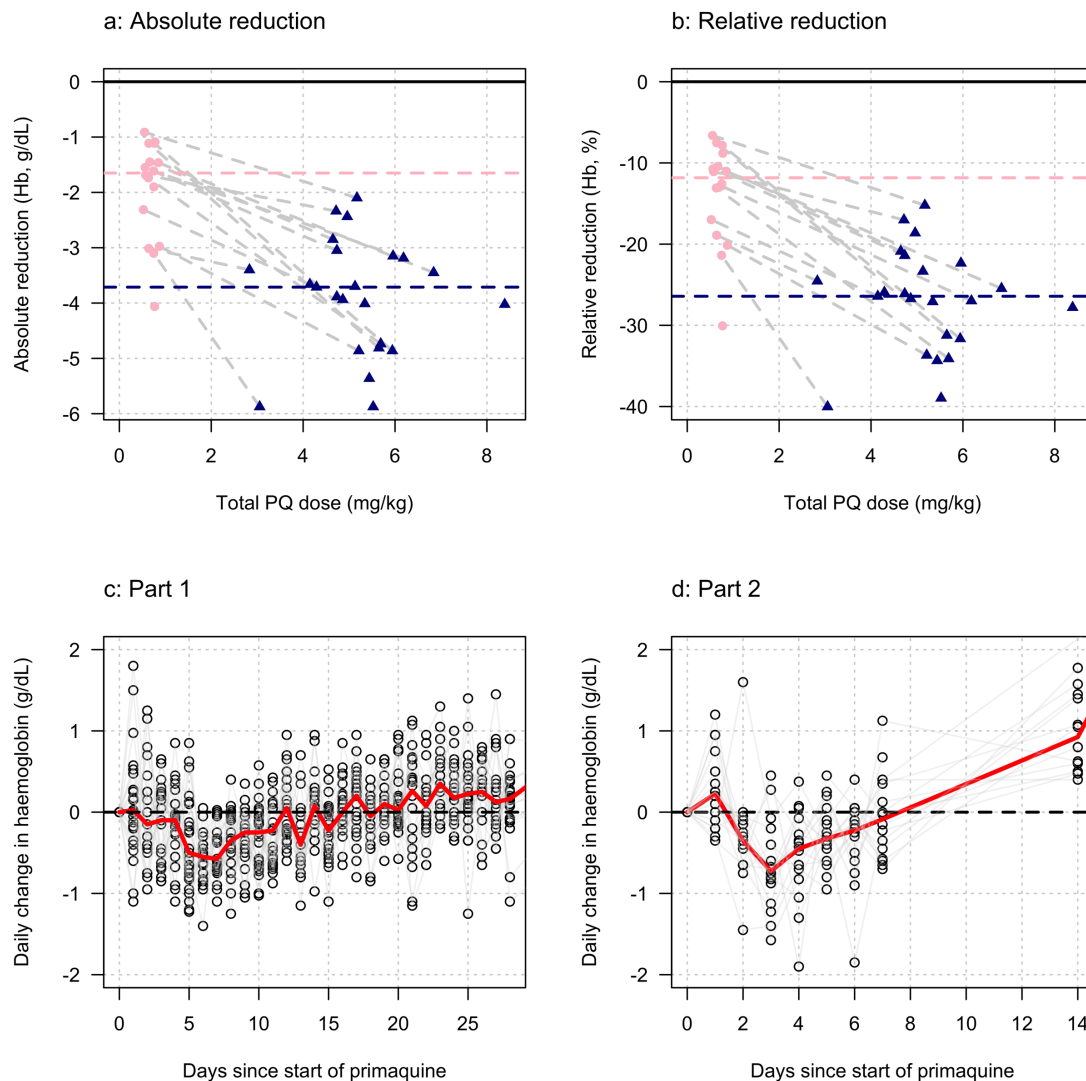 a: Absolute reduction
Absolute reduction (Hb, g/dL)
0
-1
-2
-3
-4
-5
-6
0 2 4 6 8
Total PQ dose (mg/kg)
b: Relative reduction
Relative reduction (Hb, %)
0
-10
-20
-30
-40
0 2 4 6 8
Total PQ dose (mg/kg)
c: Part 1
Daily change in haemoglobin (g/dL)
2
1
0
-1
-2
0 5 10 15 20 25
Days since start of primaquine
d: Part 2
Daily change in haemoglobin (g/dL)
2
1
0
-1
-2
0 2 4 6 8 10 12 14
Days since start of primaquine